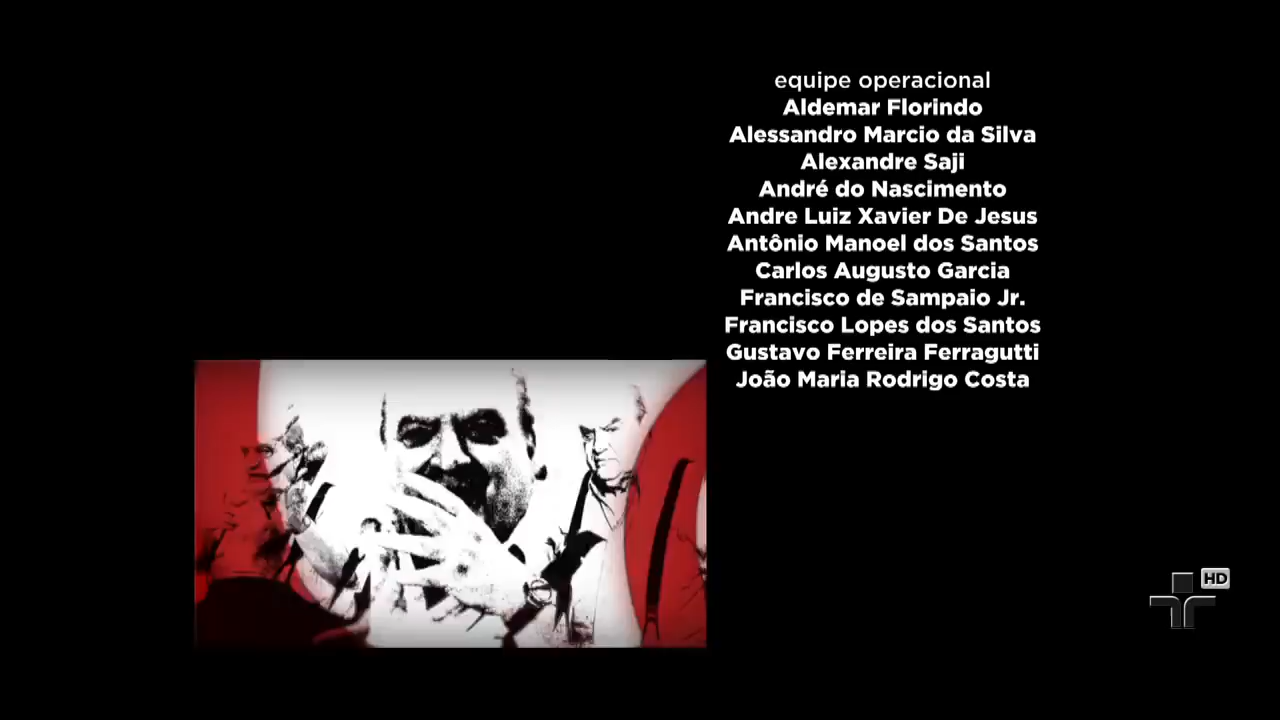 equipe operacional
Aldemar Florindo
Alessandro Marcio da Silva
Alexandre Saji
André do Nascimento
Andre Luiz Xavier De Jesus
Antônio Manoel dos Santos
Carlos Augusto Garcia
Francisco de Sampaio Jr.
Francisco Lopes dos Santos
Gustavo Ferreira Ferragutti
João Maria Rodrigo Costa
HD